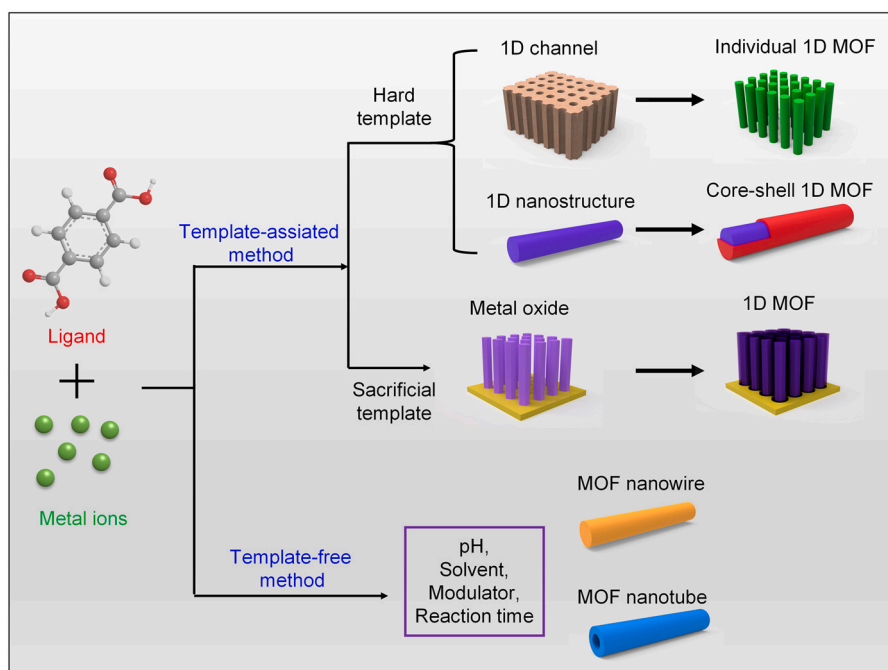 1D channel
Individual 1D MOF
Hard
template
1D nanostructure
Core-shell 1D MOF
Template-assiated
method
Ligand
Metal oxide
1D MOF
Sacrificial
template
Metal ions
Template-free
method
pH,
Solvent,
Modulator,
Reaction time
MOF nanowire
MOF nanotube